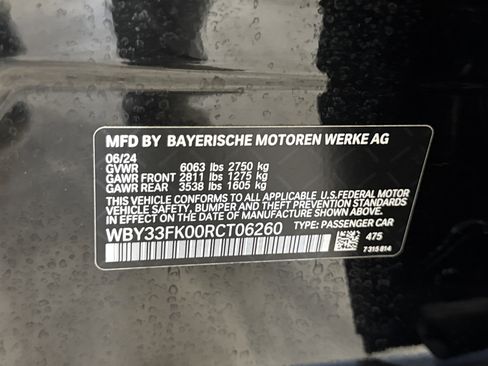 MFD BY BAYERISCHE MOTOREN WERKE AG
06/24
GVWR 6063 lbs 2750 kg
GAWR FRONT 2811 lbs 1275 kg
GAWR REAR 3538 lbs 1605 kg
THIS VEHICLE CONFORMS TO ALL APPLICABLE U.S.FEDERAL MOTOR
VEHICLE SAFETY, BUMPER, AND THEFT PREVENTION STANDARDS
IN EFFECT ON THE DATE OF MANUFACTURE SHOWN ABOVE.
WBY33FK00RCT06260 TYPE: PASSENGER CAR
475
7 315 814